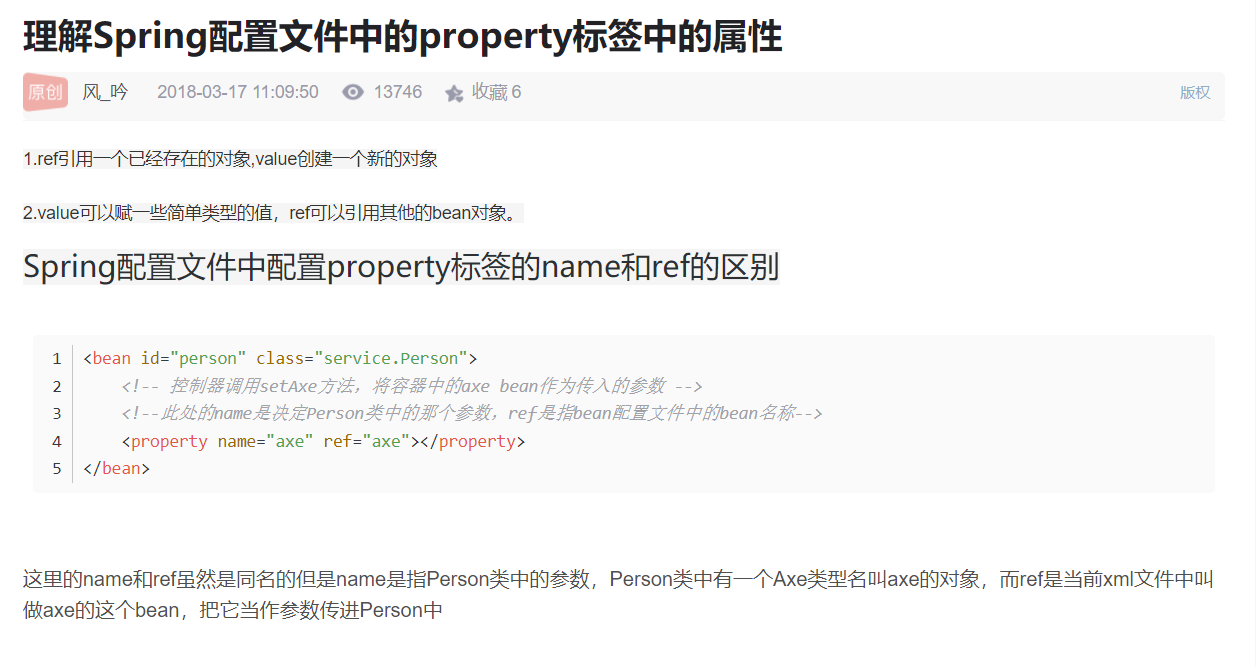 理解Spring配置文件中的property标签中的属性
原创 风_吟 2018-03-17 11:09:50 13746 收藏 6 版权
1.ref引用一个已经存在的对象,value创建一个新的对象
2.value可以赋一些简单类型的值，ref可以引用其他的bean对象。
Spring配置文件中配置property标签的name和ref的区别
1 <bean id="person" class="service.Person">
2 <!-- 控制器调用setAxe方法，将容器中的axe bean作为传入的参数 -->
3 <!--此处的name是决定Person类中的那个参数，ref是指bean配置文件中的bean名称-->
4 <property name="axe" ref="axe"></property>
5 </bean>
这里的name和ref虽然是同名的但是name是指Person类中的参数，Person类中有一个Axe类型名叫axe的对象，而ref是当前xml文件中叫
做axe的这个bean，把它当作参数传进Person中